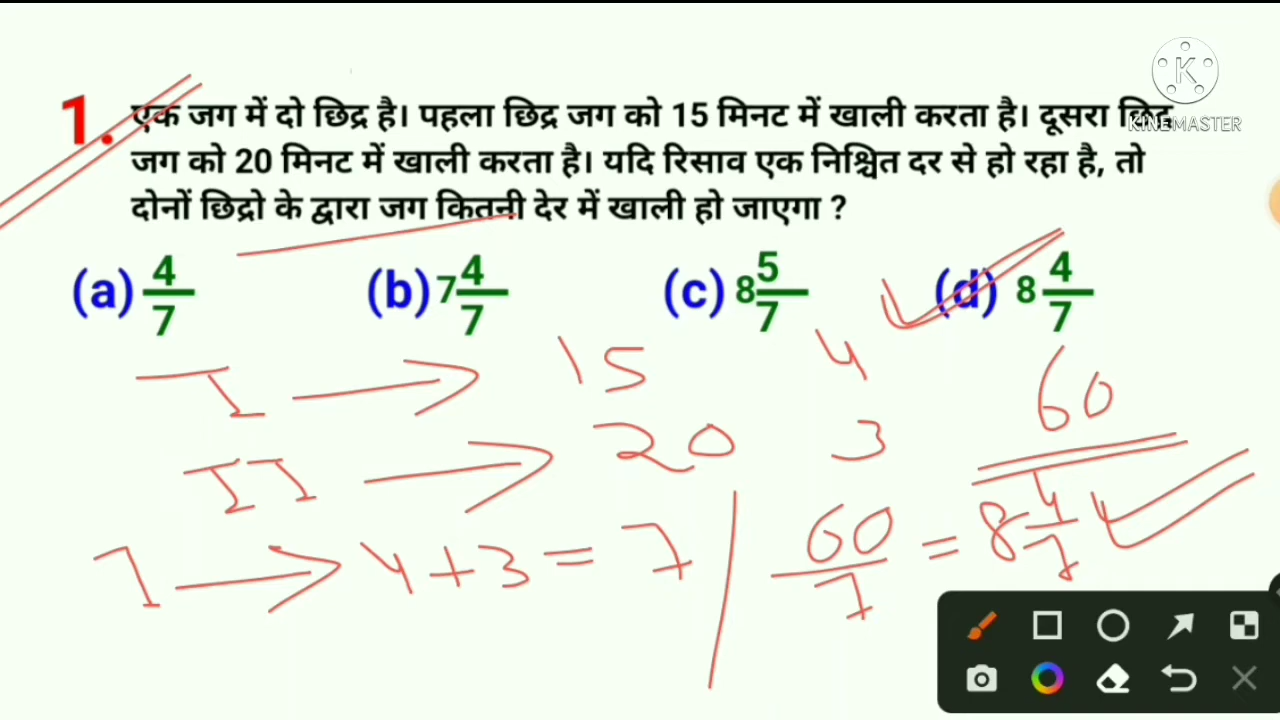 KINEMASTER
1. एक जग में दो छिद्र है। पहला छिद्र जग को 15 मिनट में खाली करता है। दूसरा छिद्र
जग को 20 मिनट में खाली करता है। यदि रिसाव एक निश्चित दर से हो रहा है, तो
दोनों छिद्रो के द्वारा जग कितनी देर में खाली हो जाएगा ?
(a) 4/7 (b) 7 4/7 (c) 8 5/7 (d) 8 4/7
I → 15 4 60
II → 20 3
I → 4+3=7 60/7 = 8 4/7